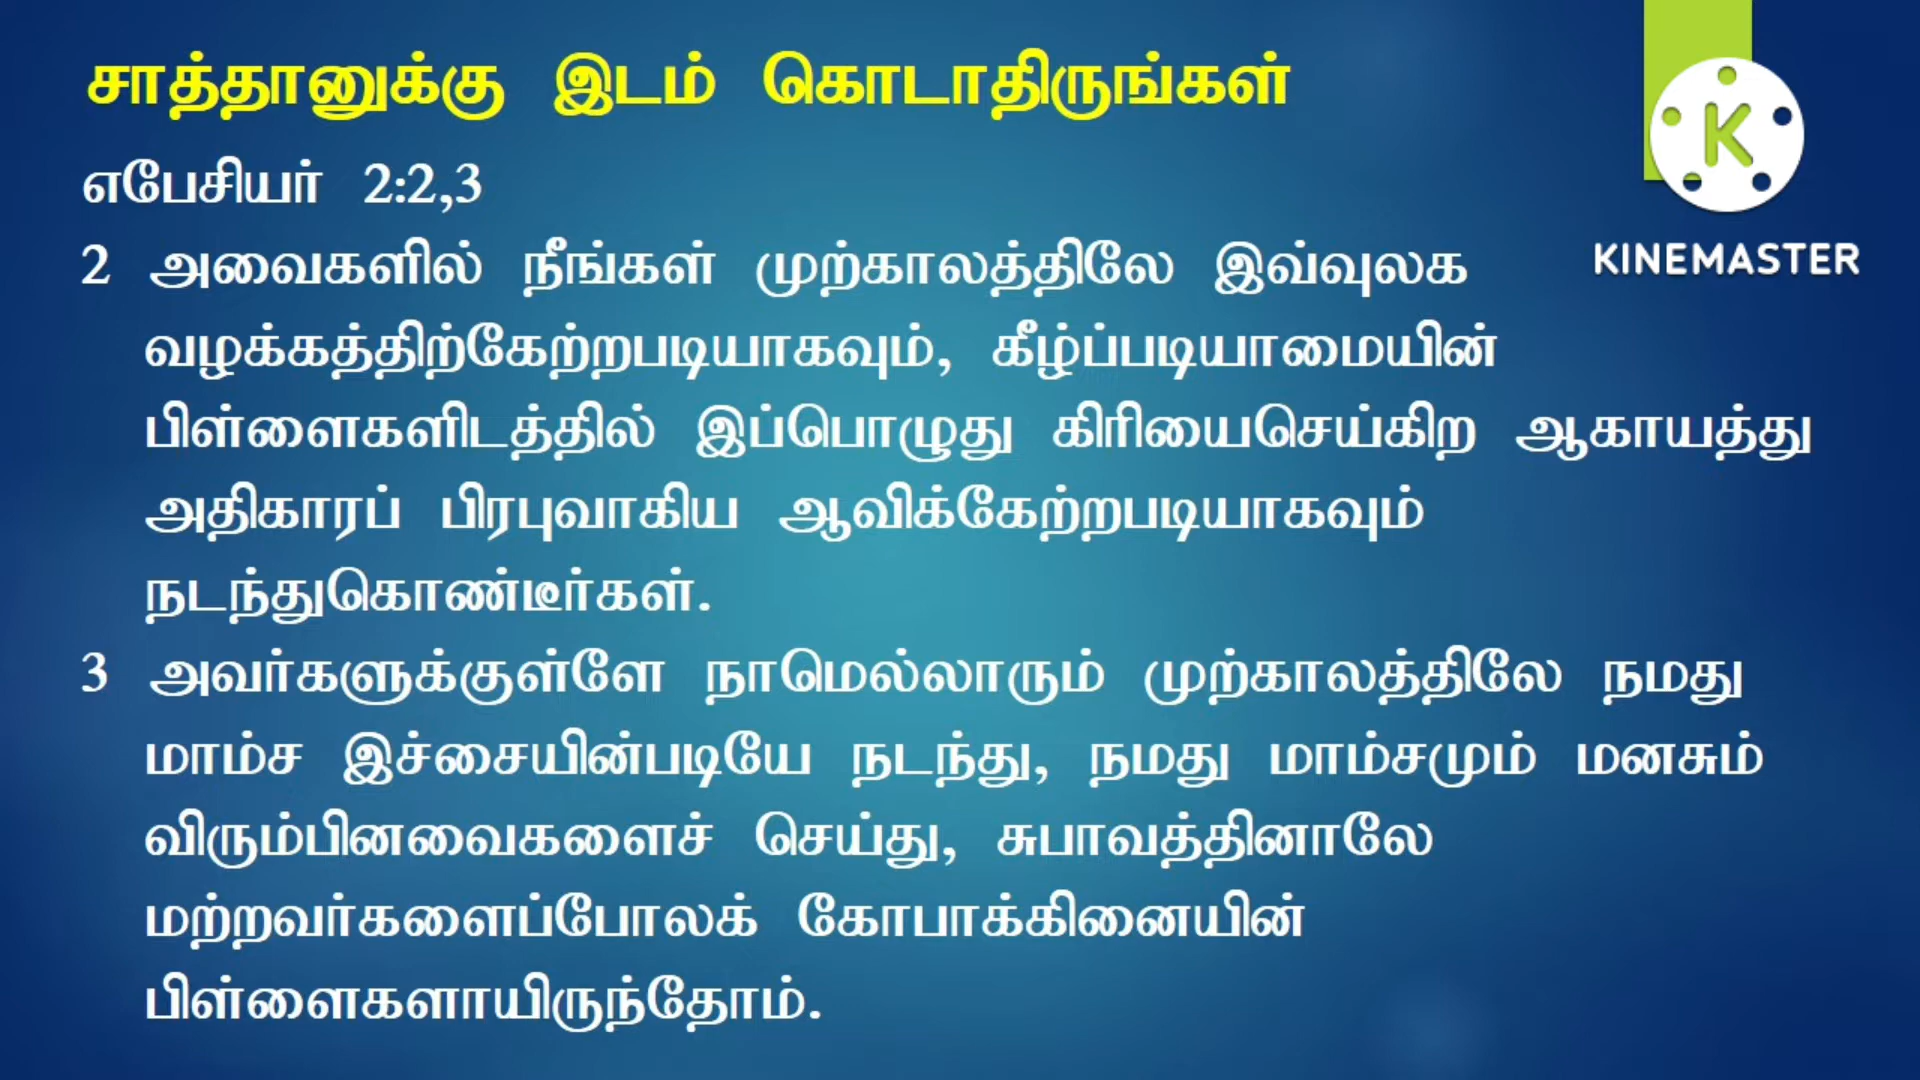 சாத்தானுக்கு இடம் கொடாதிருங்கள்
எபேசியர் 2:2,3
2 அவைகளில் நீங்கள் முற்காலத்திலே இவ்வுலக
வழக்கத்திற்கேற்றபடியாகவும், கீழ்ப்படியாமையின்
பிள்ளைகளிடத்தில் இப்பொழுது கிரியைசெய்கிற ஆகாயத்து
அதிகாரப் பிரபுவாகிய ஆவிக்கேற்றபடியாகவும்
நடந்துகொண்டீர்கள்.
3 அவர்களுக்குள்ளே நாமெல்லாரும் முற்காலத்திலே நமது
மாம்ச இச்சையின்படியே நடந்து, நமது மாம்சமும் மனசும்
விரும்பினவைகளைச் செய்து, சுபாவத்தினாலே
மற்றவர்களைப்போலக் கோபாக்கினையின்
பிள்ளைகளாயிருந்தோம்.
K
KINEMASTER